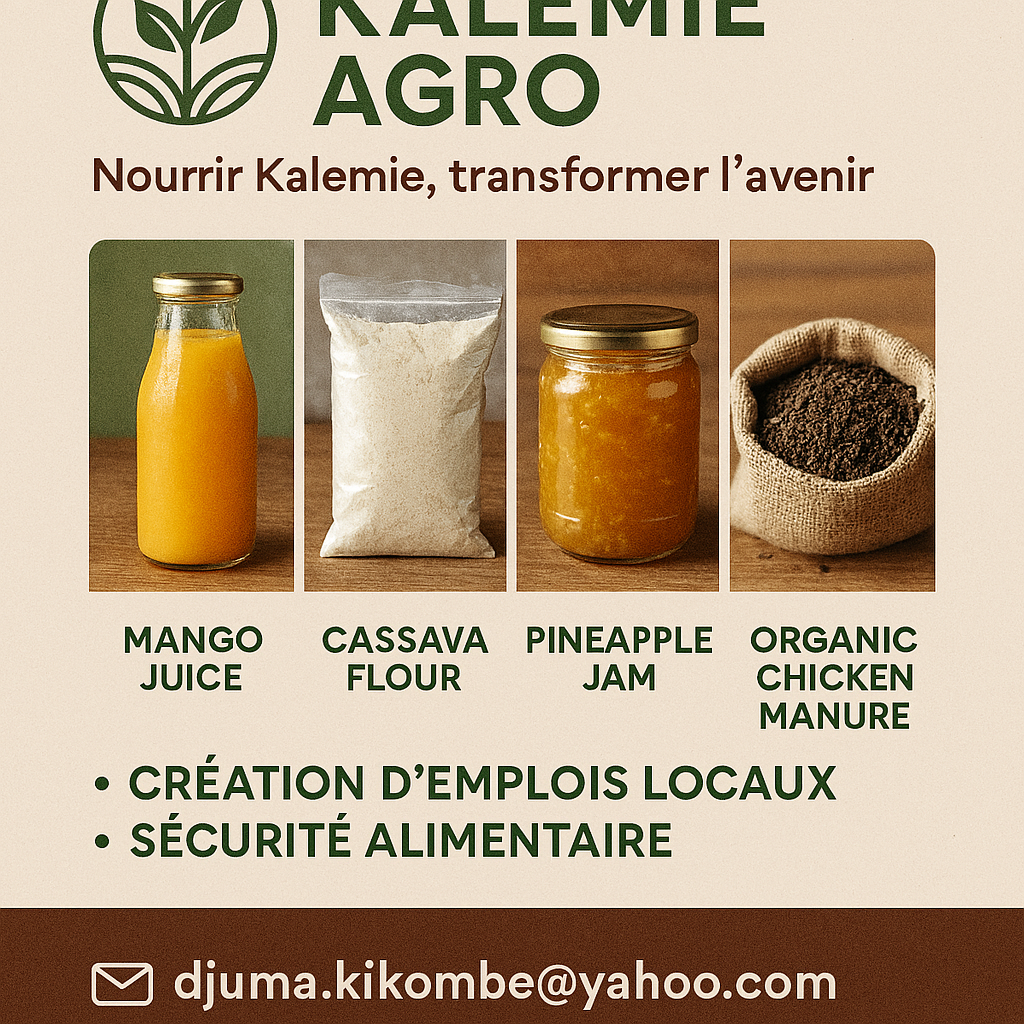 KALEMIE
AGRO
Nourrir Kalemie, transformer l’avenir
MANGO
JUICE
CASSAVA
FLOUR
PINEAPPLE
JAM
ORGANIC
CHICKEN
MANURE
• CRÉATION D’EMPLOIS LOCAUX
• SÉCURITÉ ALIMENTAIRE
djuma.kikombe@yahoo.com